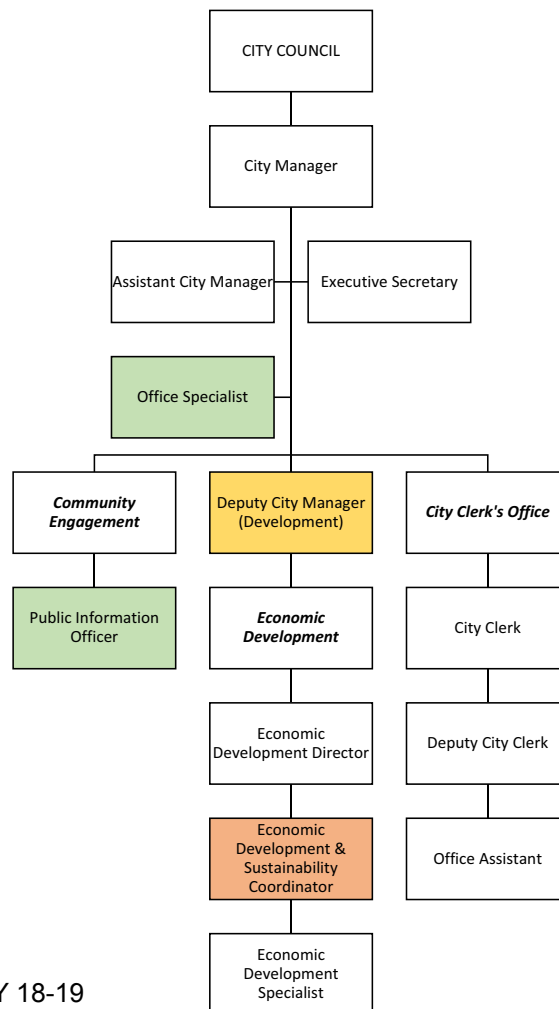 CITY COUNCIL
City Manager
Assistant City Manager
Executive Secretary
Office Specialist
Community
Engagement
Deputy City Manager
(Development)
City Clerk's Office
Public Information
Officer
Economic
Development
City Clerk
Economic
Development Director
Deputy City Clerk
Economic
Development &
Sustainability
Coordinator
Office Assistant
Economic
Development
Specialist
Y 18-19